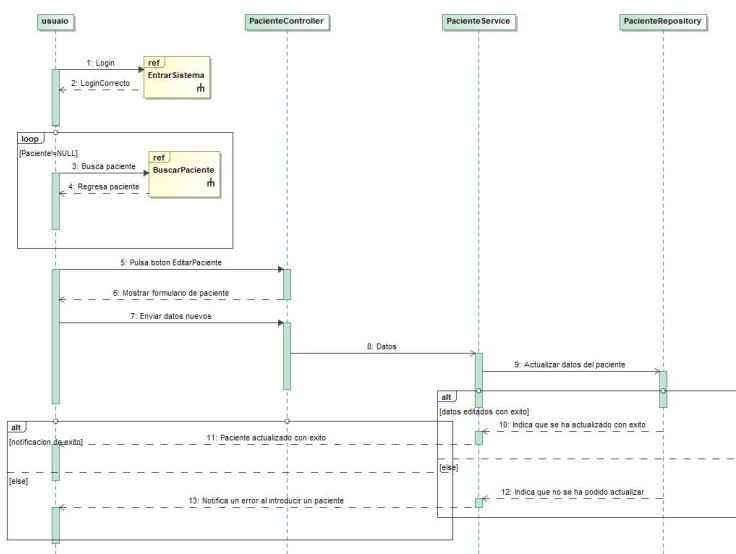 usuaio
PacienteController
PacienteService
PacienteRepository
1: Login
ref
EntrarSistema
2: LoginCorrecto
loop
[Paciente!=NULL]
ref
3: Busca paciente
BuscarPaciente
4: Regresa paciente
5: Pulsa boton EditarPaciente
6: Mostrar formulario de paciente
7: Enviar datos nuevos
8: Datos
9: Actualizar datos del paciente
alt
[datos editados con exito]
10: Indica que se ha actualizado con exito
alt
[notificacion de exito]
11: Paciente actualizado con exito
[else]
[else]
12: Indica que no se ha podido actualizar
13: Notifica un error al introducir un paciente